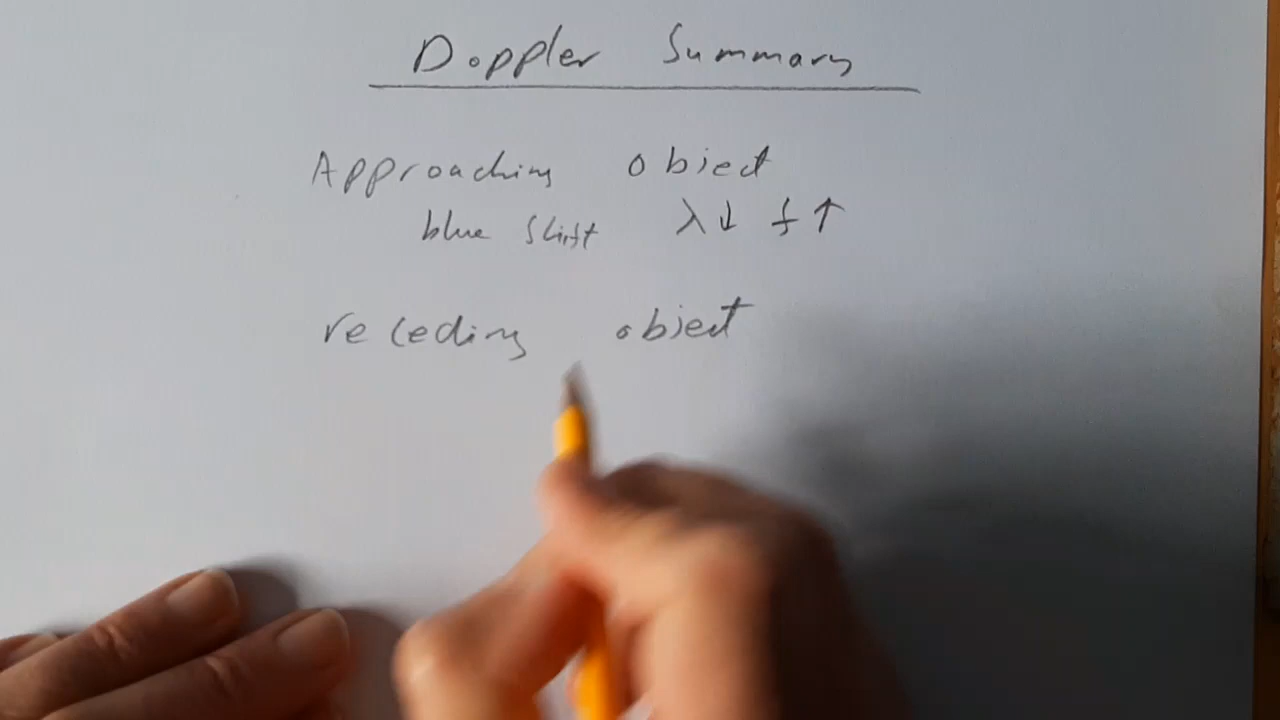 Doppler Summary
Approaching object
blue shift λ↓ f↑
receding object